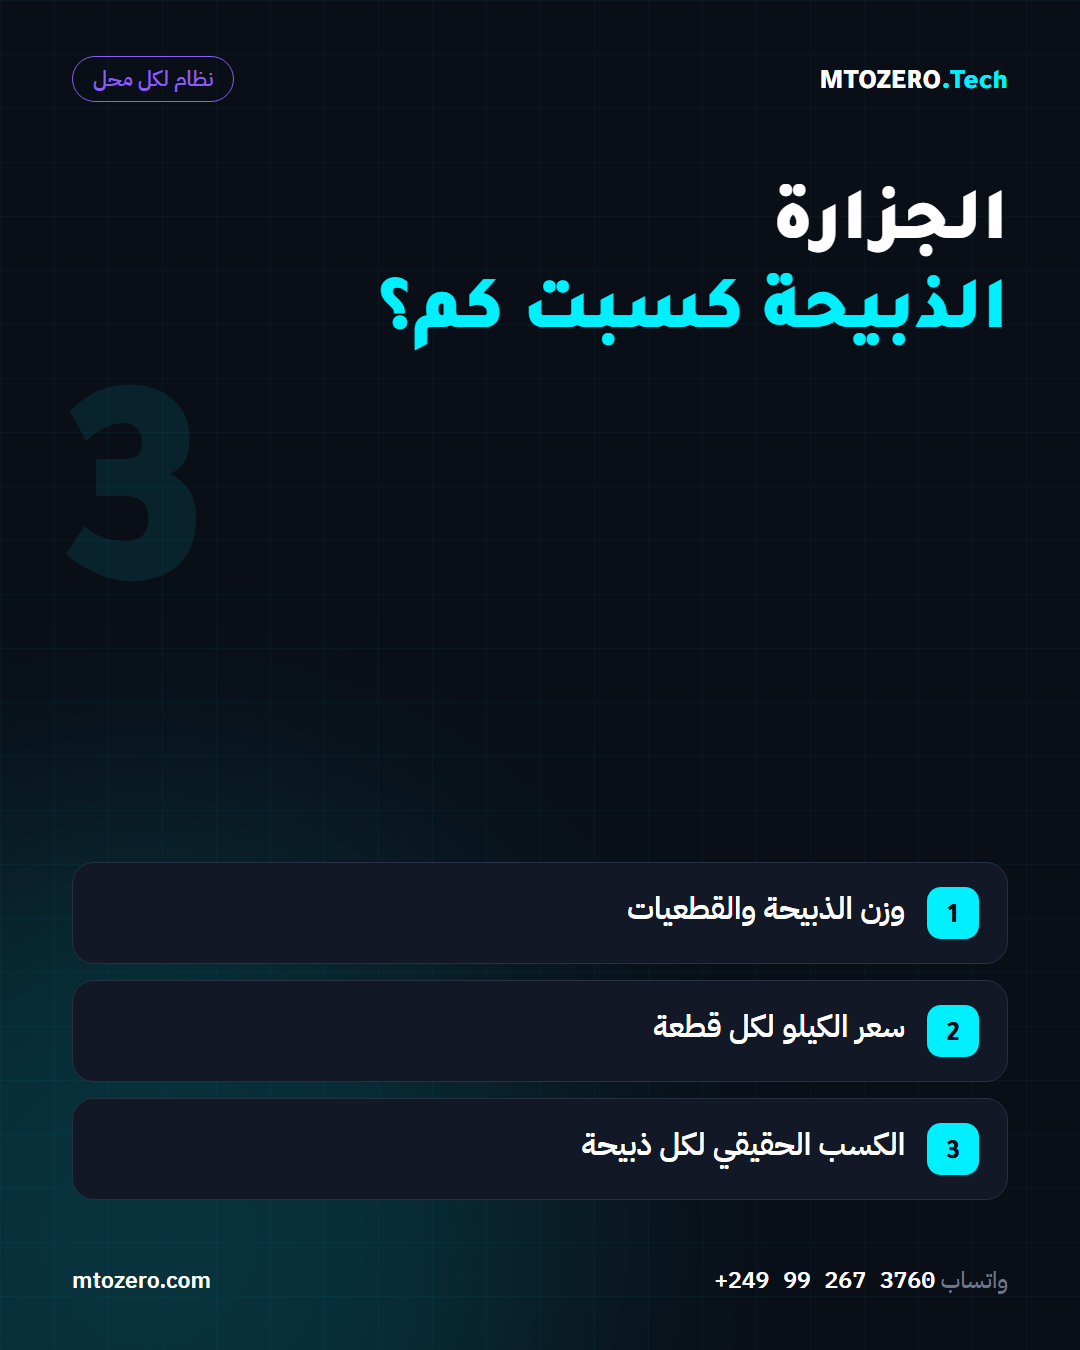 MTOZERO.Tech
نظام لكل محل
الجزارة
الذبيحة كسبت كم؟
3
1 وزن الذبيحة والقطعيات
2 سعر الكيلو لكل قطعة
3 الكسب الحقيقي لكل ذبيحة
واتساب +249 99 267 3760
mtozero.com